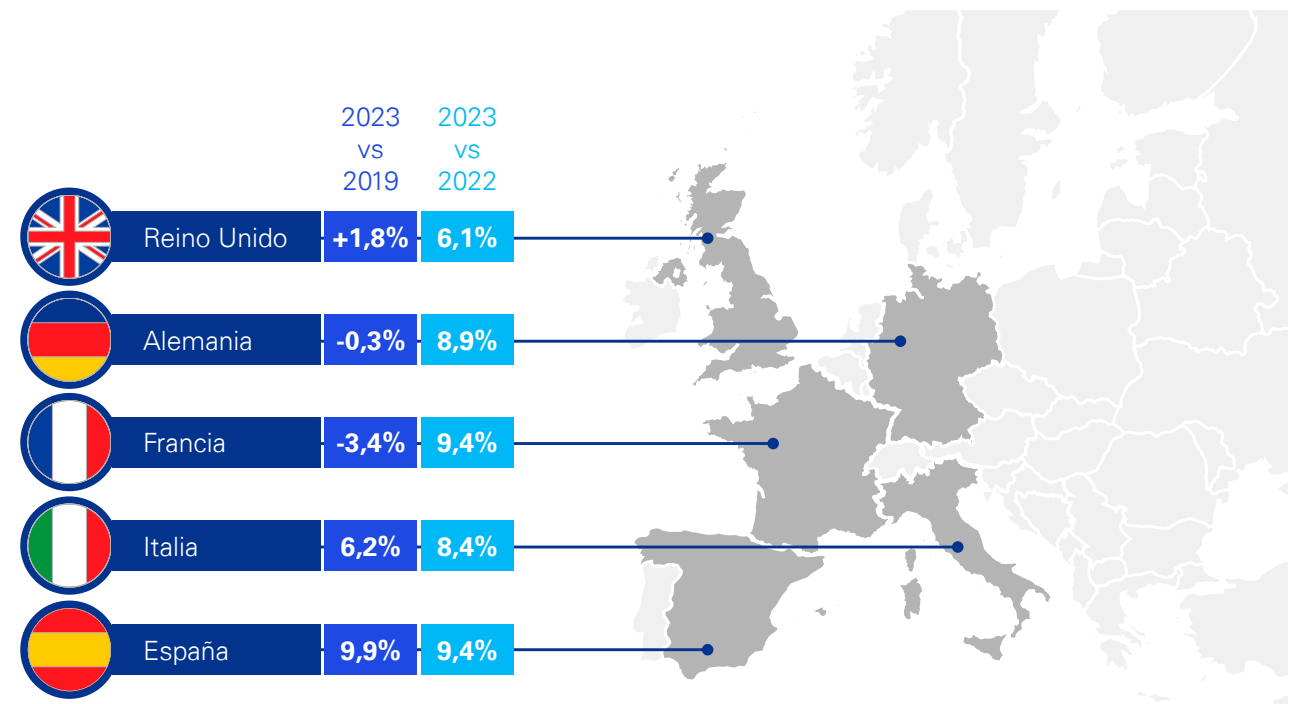 2023 vs 2019
2023 vs 2022
Reino Unido +1,8% 6,1%
Alemania -0,3% 8,9%
Francia -3,4% 9,4%
Italia 6,2% 8,4%
España 9,9% 9,4%